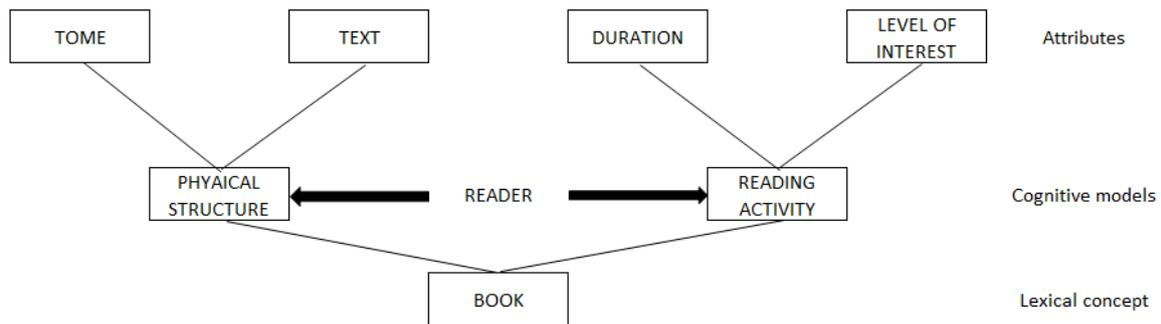 TOME
TEXT
DURATION
LEVEL OF
INTEREST
Attributes
PHYAICAL
STRUCTURE
READER
READING
ACTIVITY
Cognitive models
BOOK
Lexical concept